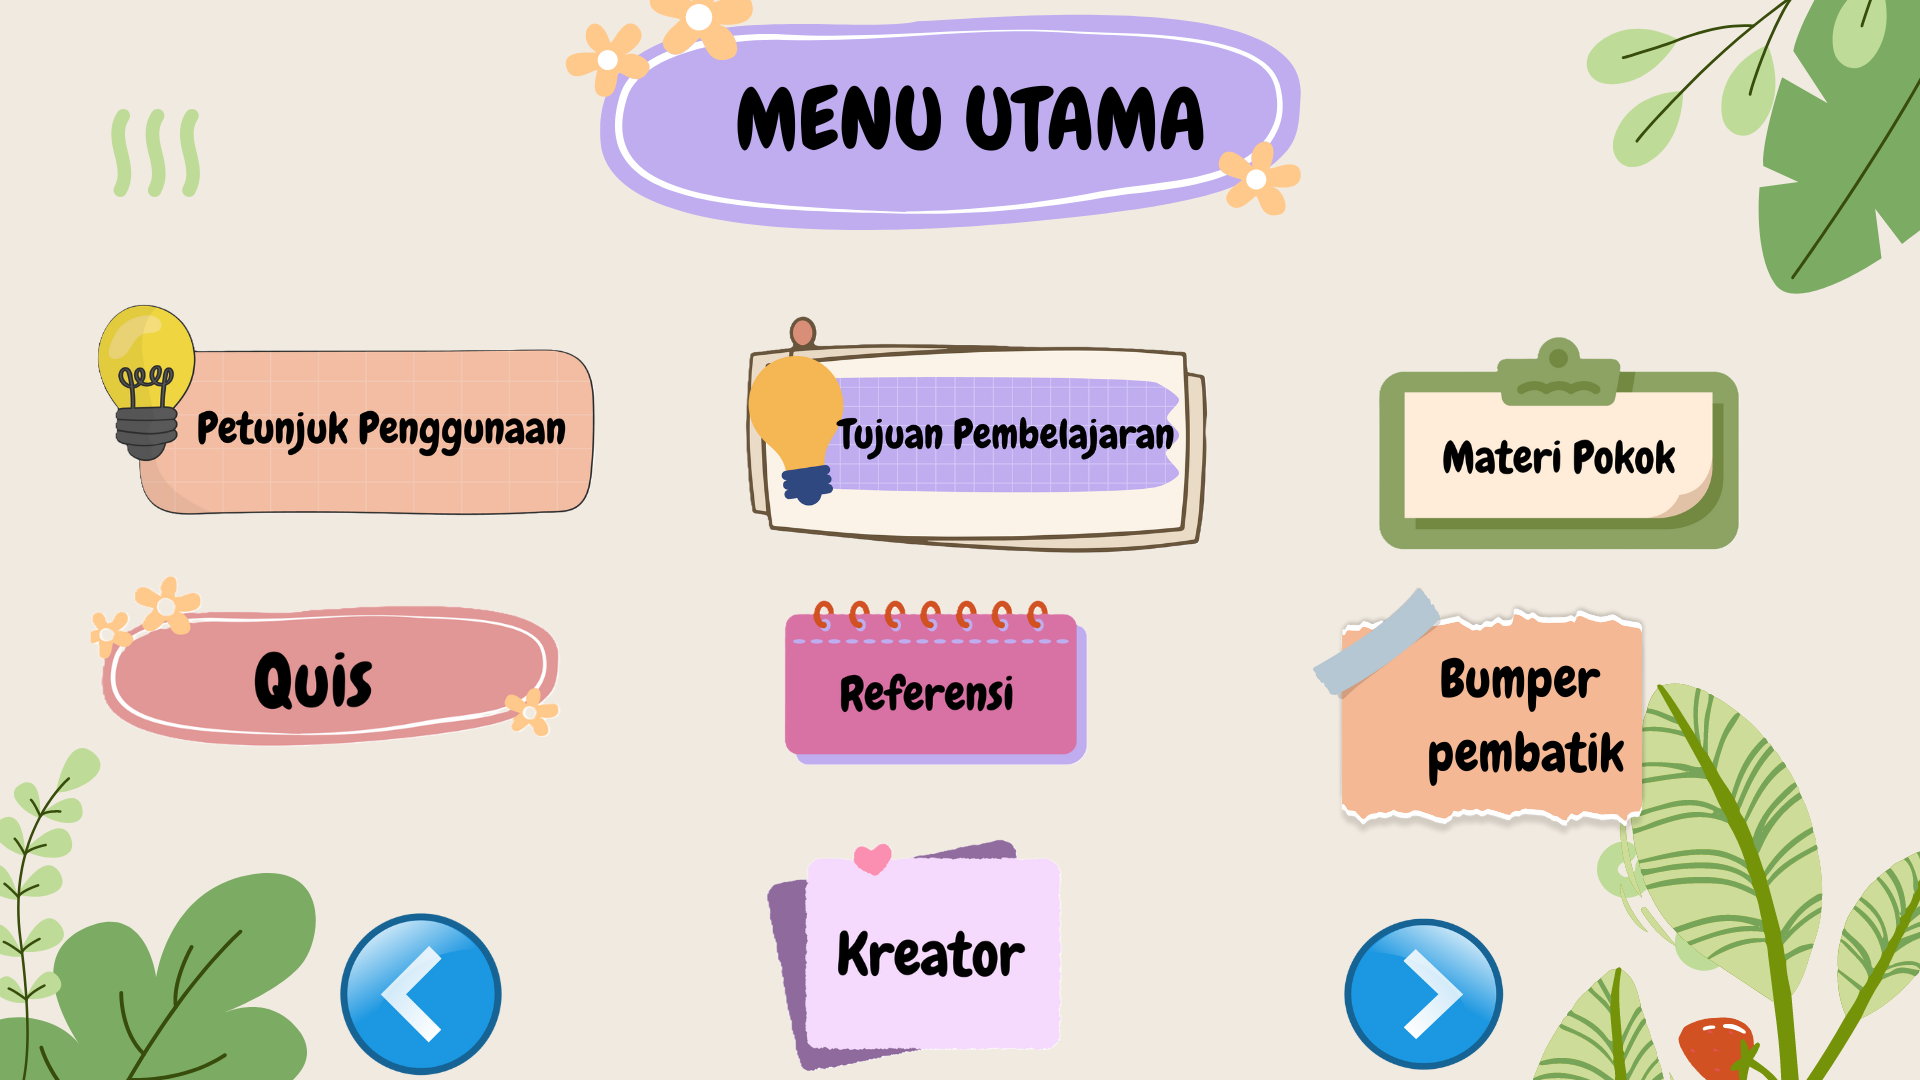 MENU UTAMA
Petunjuk Penggunaan
Tujuan Pembelajaran
Materi Pokok
Quis
Referensi
Bumper
pembatik
Kreator